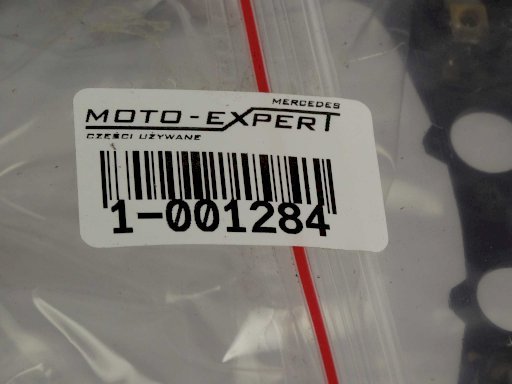 MERCEDES
MOTO-EXPERT
CZĘŚCI UŻYWANE
1-001284